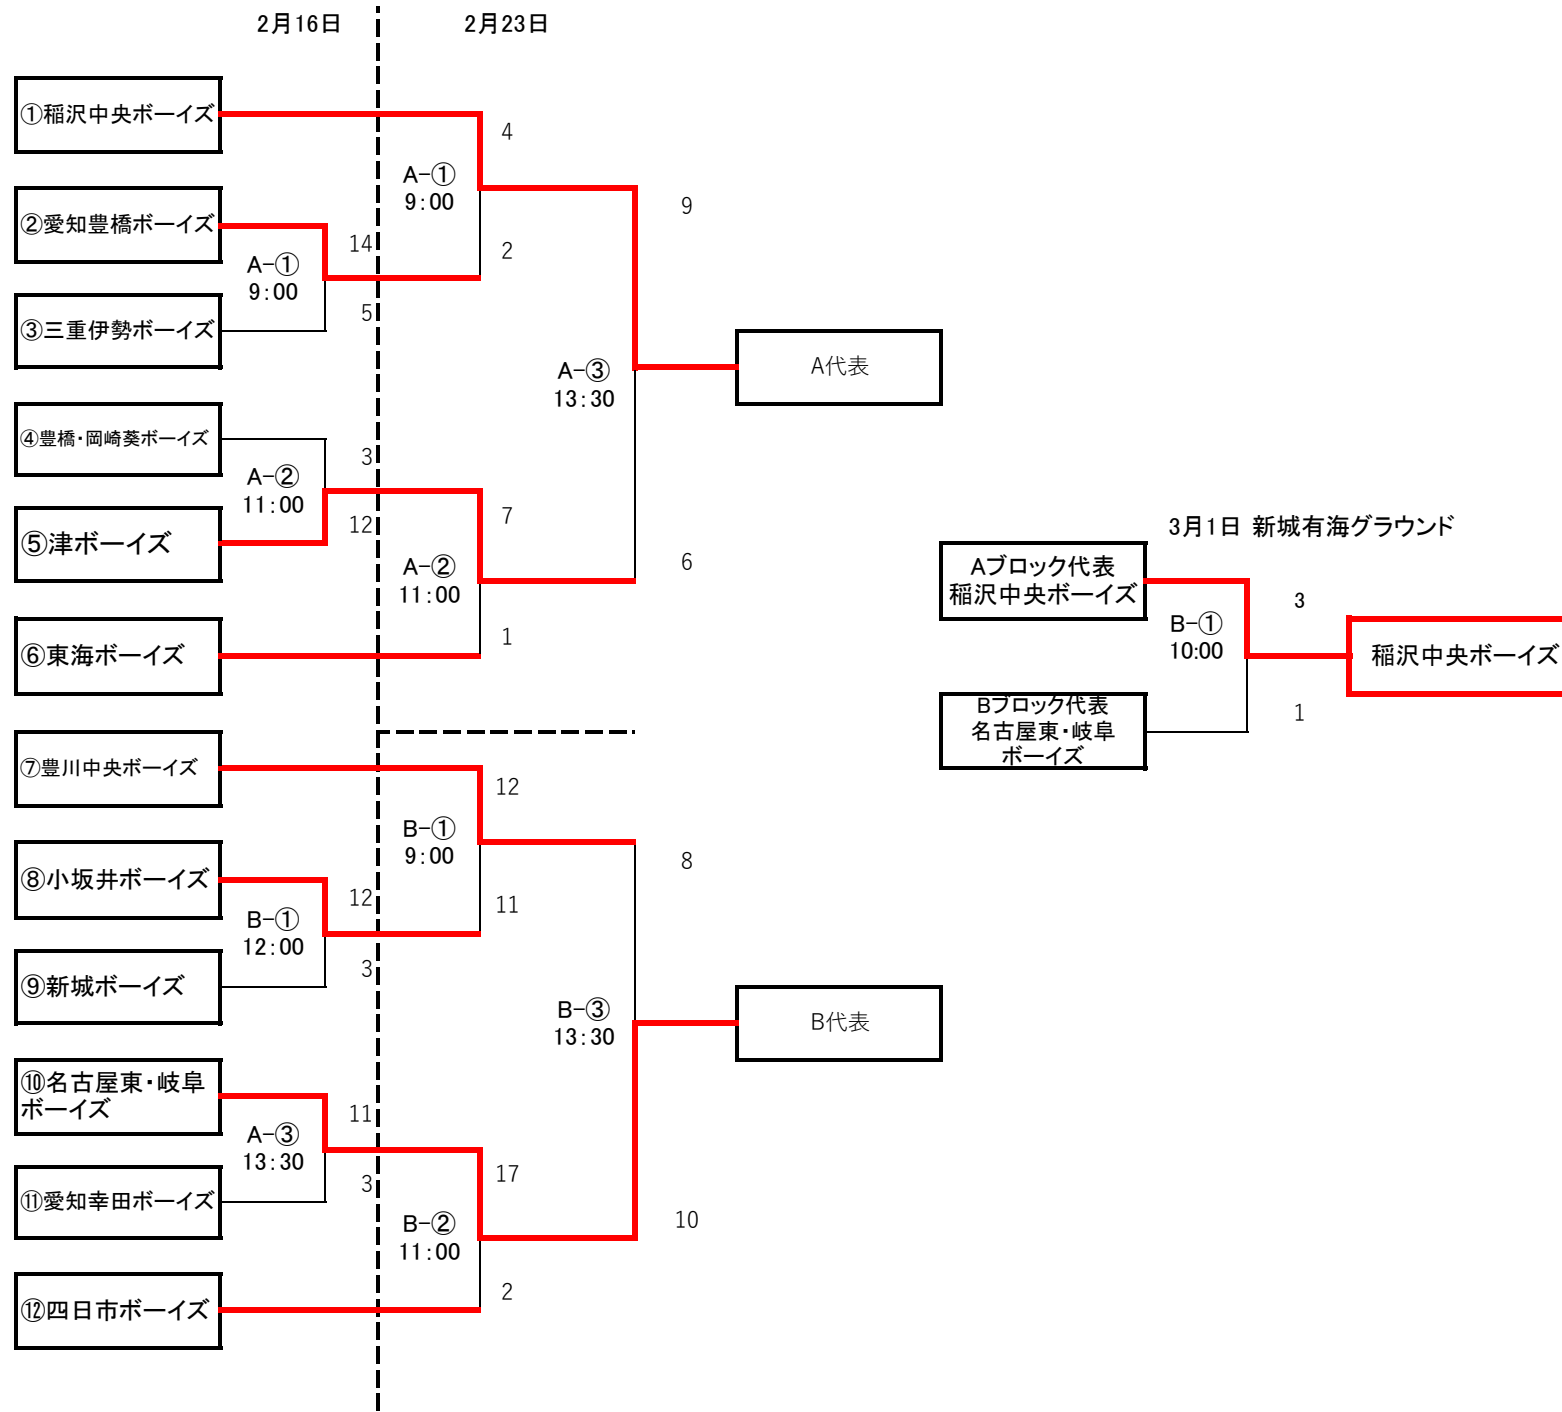 2月16日
2月23日
①稲沢中央ボーイズ
4
A-①
9:00
9
②愛知豊橋ボーイズ
14
2
A-①
9:00
5
③三重伊勢ボーイズ
A代表
A-③
13:30
④豊橋・岡崎葵ボーイズ
3
A-②
11:00
12
7
⑤津ボーイズ
A-②
11:00
6
1
⑥東海ボーイズ
3月1日 新城有海グラウンド
Aブロック代表
稲沢中央ボーイズ
3
B-①
10:00
稲沢中央ボーイズ
Bブロック代表
名古屋東・岐阜
ボーイズ
1
⑦豊川中央ボーイズ
12
B-①
9:00
8
⑧小坂井ボーイズ
12
11
B-①
12:00
3
⑨新城ボーイズ
B-③
13:30
B代表
⑩名古屋東・岐阜
ボーイズ
11
A-③
13:30
3
17
⑪愛知幸田ボーイズ
B-②
11:00
10
2
⑫四日市ボーイズ